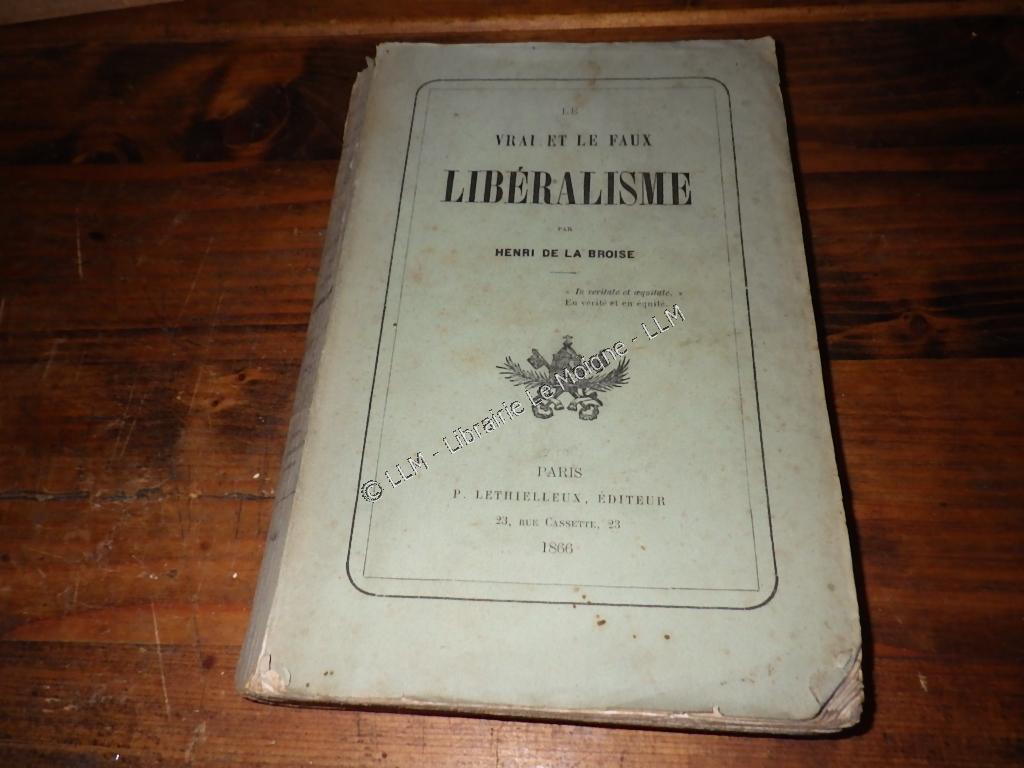 LE
VRAI ET LE FAUX
LIBÉRALISME
PAR
HENRI DE LA BROISE
« In veritate et æquitate. »
En vérité et en équité.
© LLM - Librairie Le Moigne - LLM
PARIS
P. LETHIELLEUX, ÉDITEUR
23, RUE CASSETTE, 23
1866